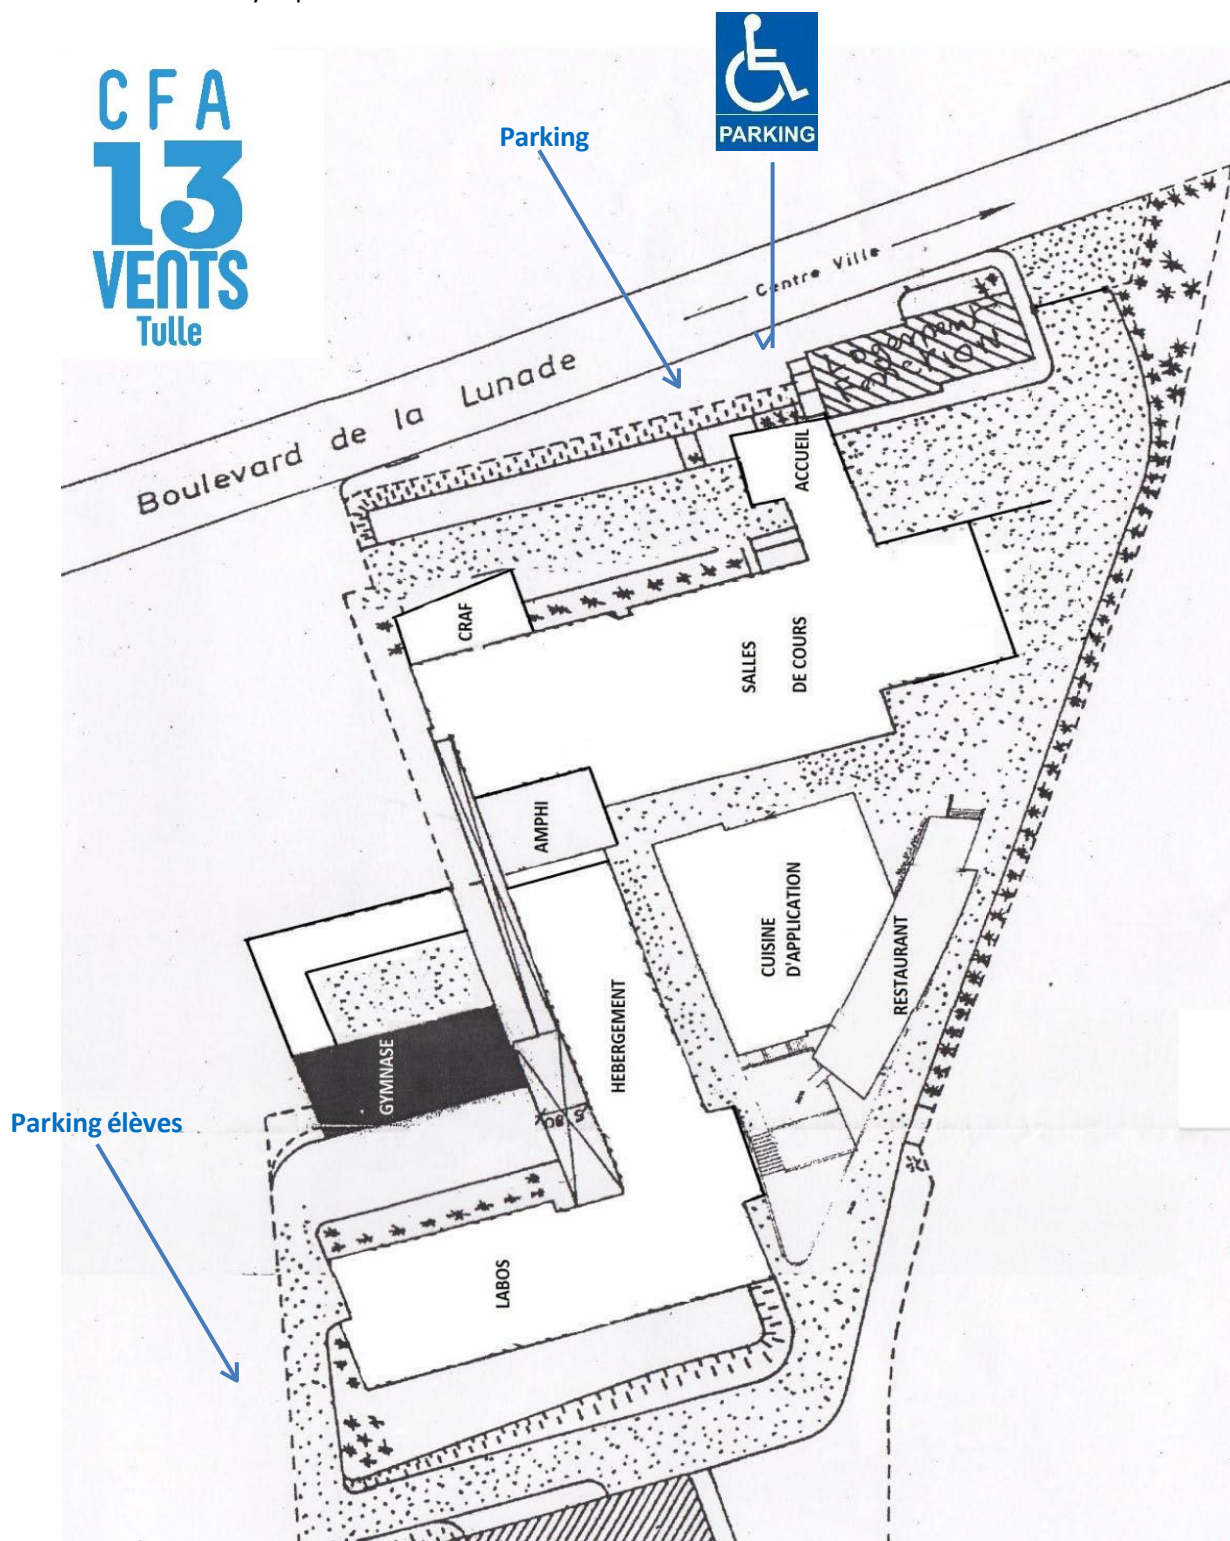 CFA
13
VENTS
Tulle
Parking
PARKING
Centre Ville
Boulevard de la Lunade
Logement
ACCUEIL
CRAF
SALLES
DE COURS
AMPHI
CUISINE
D'APPLICATION
RESTAURANT
HEBERGEMENT
GYMNASE
Parking élèves
LABOS